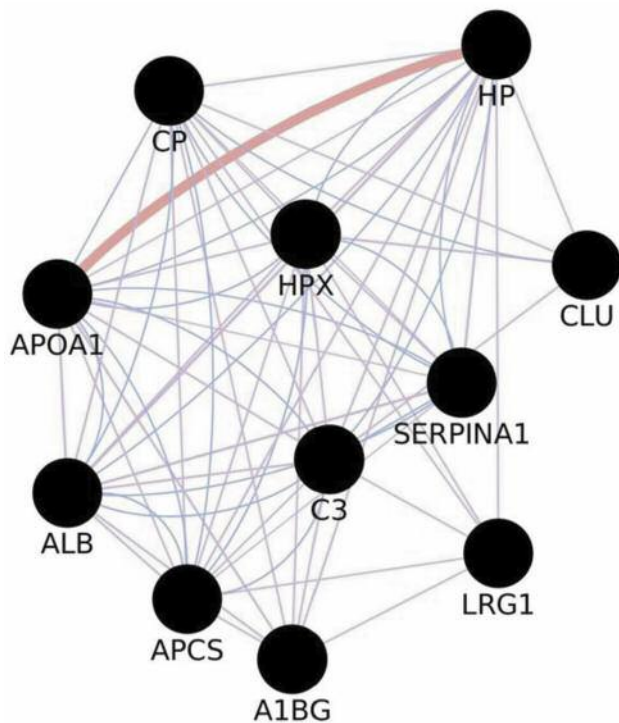 HP
CP
HPX
CLU
APOA1
SERPINA1
C3
ALB
LRG1
APCS
A1BG